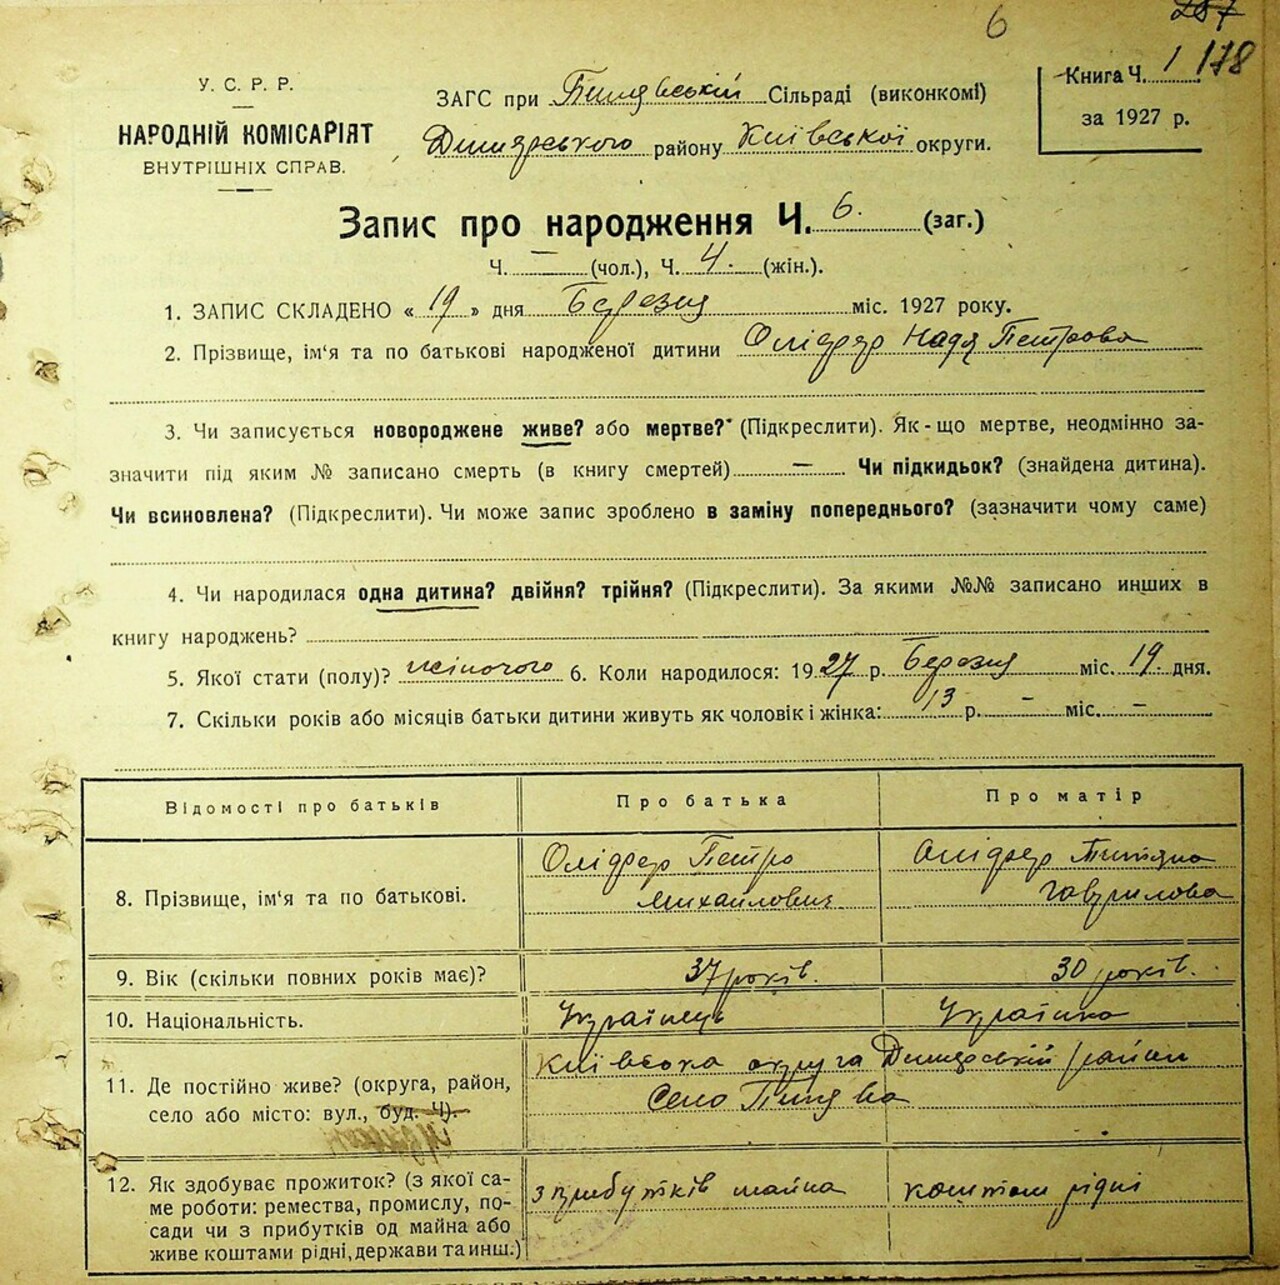 6
287
178
У. С. Р. Р.
НАРОДНІЙ КОМІСАРІЯТ
ВНУТРІШНІХ СПРАВ.
ЗАГС при Пилявській Сільраді (виконкомі)
Димерського району Київської округи.
Книга Ч. 1
за 1927 р.
Запис про народження Ч. 6. (заг.)
Ч. — (чол.), Ч. 4. (жін.).
1. ЗАПИС СКЛАДЕНО « 19 » дня Березня міс. 1927 року.
2. Прізвище, ім'я та по батькові народженої дитини Оліфер Надя Петрова
3. Чи записується новороджене живе? або мертве?* (Підкреслити). Як-що мертве, неодмінно за-
значити під яким № записано смерть (в книгу смертей) — Чи підкидьок? (знайдена дитина).
Чи всиновлена? (Підкреслити). Чи може запис зроблено в заміну попереднього? (зазначити чому саме)
4. Чи народилася одна дитина? двійня? трійня? (Підкреслити). За якими №№ записано инших в
книгу народжень?
5. Якої стати (полу)? жіночого 6. Коли народилося: 19 27 р. Березня міс. 19 дня.
7. Скільки років або місяців батьки дитини живуть як чоловік і жінка: 13 р. — міс. —
Відомості про батьків Про батька Про матір
8. Прізвище, ім'я та по батькові. Оліфер Петро Михайлович Оліфер Титяна Гаврилова
9. Вік (скільки повних років має)? 37 років. 30 років.
10. Національність. Українець Українка
11. Де постійно живе? (округа, район, Київська округа Димерський район
село або місто: вул., буд. Ч). Село Пилява
12. Як здобуває прожиток? (з якої са- з прибутків майна коштом рідні
ме роботи: ремества, промислу, по-
сади чи з прибутків од майна або
живе коштами рідні, держави та инш.)